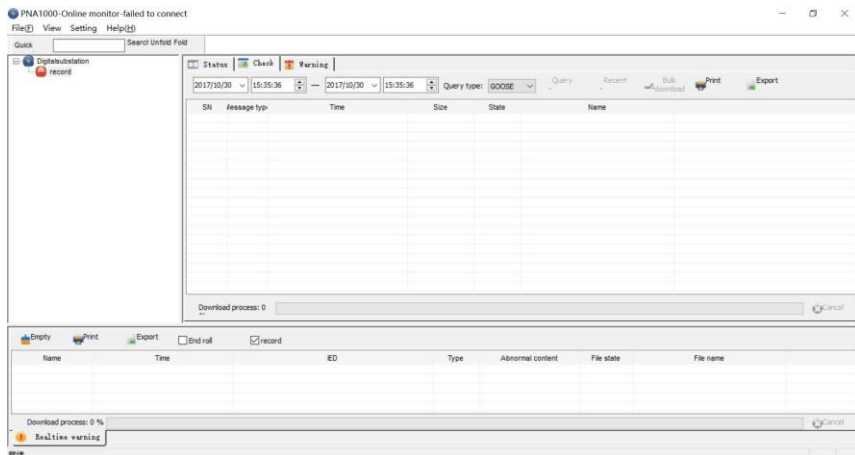 PNA1000-Online monitor-failed to connect
File(F) View Setting Help(H)
Quick Search Unfold Fold
Digitalsubstation
record
Status Check Warning
2017/10/30 15:35:36 — 2017/10/30 15:35:36 Query type: GOOSE Query Recent Bulk download Print Export
SN Message type Time Size State Name
Download process: 0 %
Cancel
Empty Print Export End roll record
Name Time IED Type Abnormal content File state File name
Download process: 0 % Cancel
Realtime warning
就绪